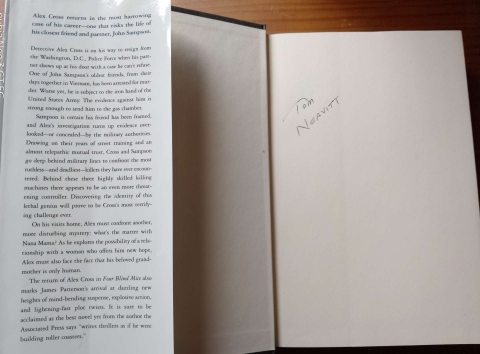 Alex Cross returns in the most harrowing
case of his career—one that risks the life of
his closest friend and partner, John Sampson.
Detective Alex Cross is on his way to resign from
the Washington, D.C., Police Force when his part-
ner shows up at his door with a case he can't refuse.
One of John Sampson's oldest friends, from their
days together in Vietnam, has been arrested for mur-
der. Worse yet, he is subject to the iron hand of the
United States Army. The evidence against him is
strong enough to send him to the gas chamber.
Sampson is certain his friend has been framed,
and Alex's investigation turns up evidence over-
looked—or concealed—by the military authorities.
Drawing on their years of street training and an
almost telepathic mutual trust, Cross and Sampson
go deep behind military lines to confront the most
ruthless—and deadliest—killers they have ever encoun-
tered. Behind these three highly skilled killing
machines there appears to be an even more threat-
ening controller. Discovering the identity of this
lethal genius will prove to be Cross's most terrify-
ing challenge ever.
On his visits home, Alex must confront another,
more disturbing mystery: what's the matter with
Nana Mama? As he explores the possibility of a rela-
tionship with a woman who offers him new hope,
Alex must also face the fact that his beloved grand-
mother is only human.
The return of Alex Cross in Four Blind Mice also
marks James Patterson's arrival at dazzling new
heights of mind-bending suspense, explosive action,
and lightning-fast plot twists. It is sure to be
acclaimed as the best novel yet from the author the
Associated Press says "writes thrillers as if he were
building roller coasters."
TOM
NEAVITT